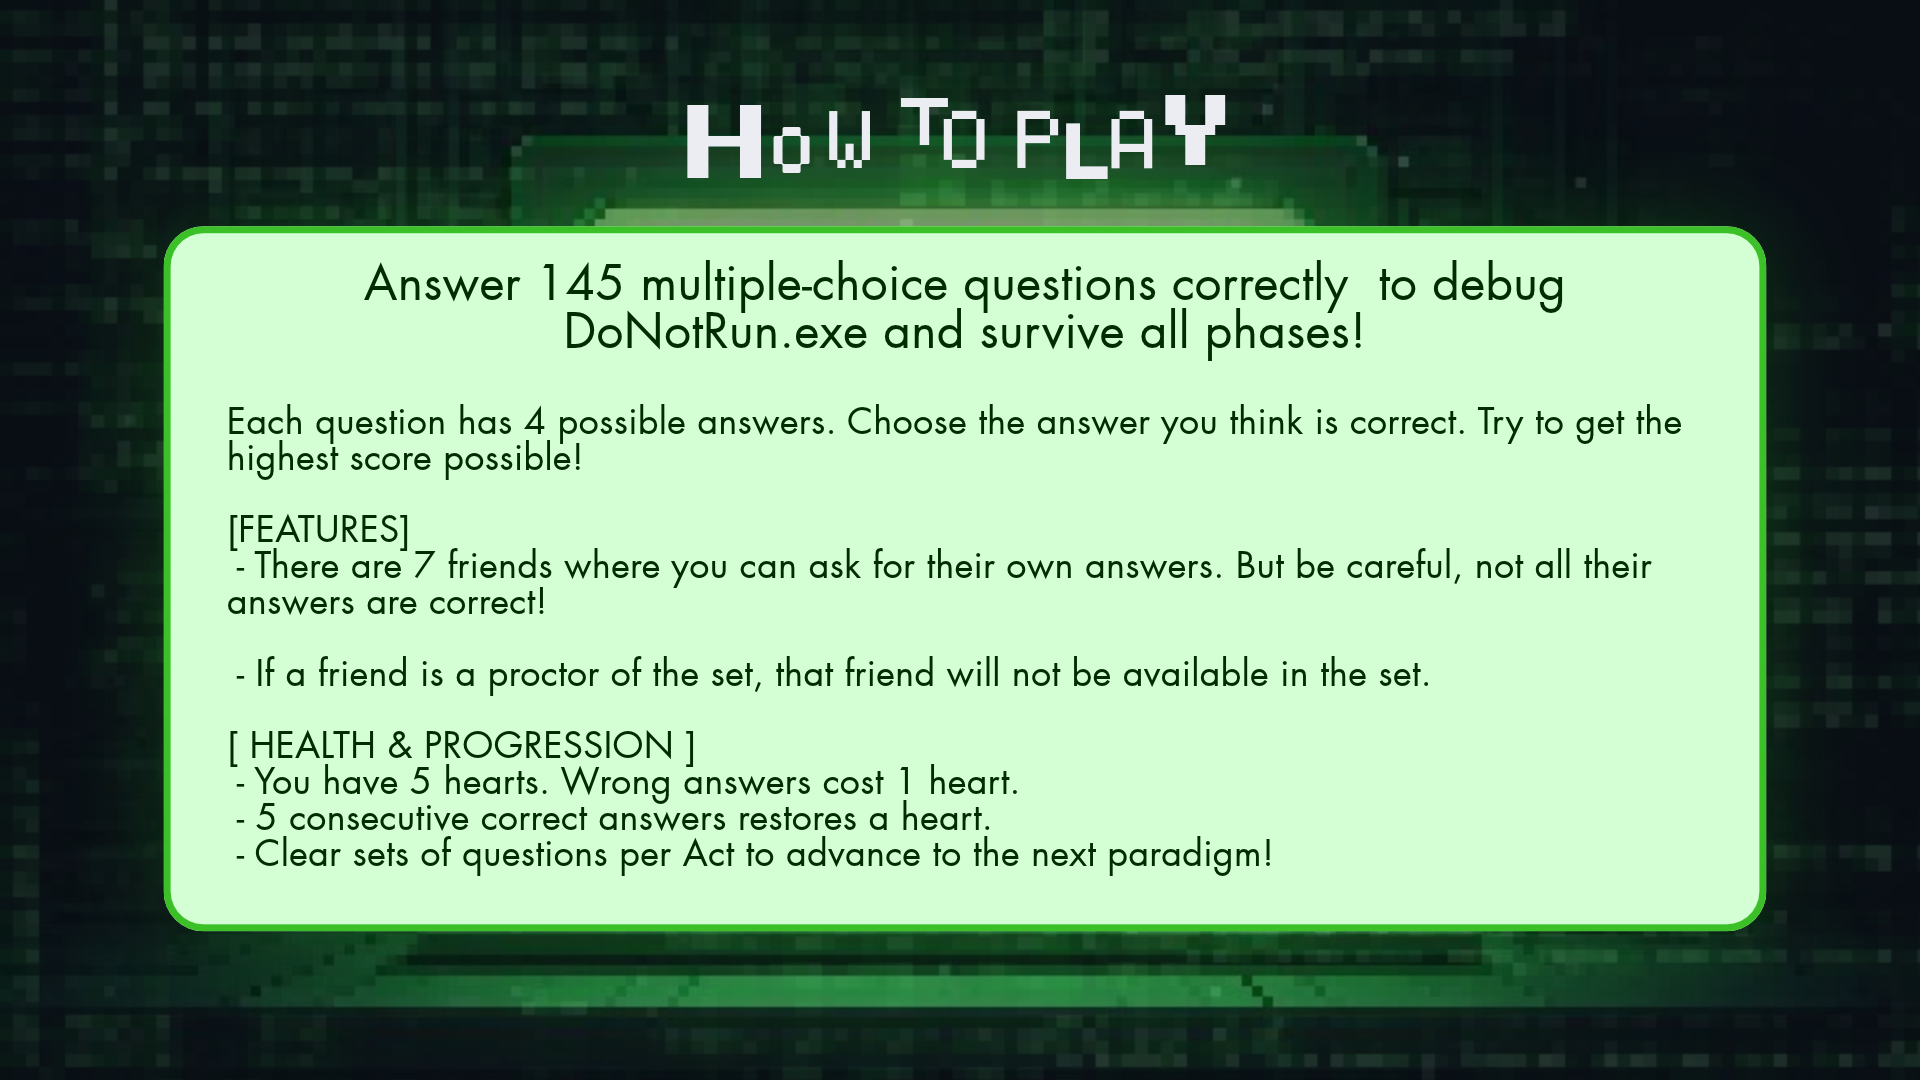 HoW TO PLAY
Answer 145 multiple-choice questions correctly  to debug
DoNotRun.exe and survive all phases!
Each question has 4 possible answers. Choose the answer you think is correct. Try to get the
highest score possible!
[FEATURES]
- There are 7 friends where you can ask for their own answers. But be careful, not all their
answers are correct!
- If a friend is a proctor of the set, that friend will not be available in the set.
[ HEALTH & PROGRESSION ]
- You have 5 hearts. Wrong answers cost 1 heart.
- 5 consecutive correct answers restores a heart.
- Clear sets of questions per Act to advance to the next paradigm!